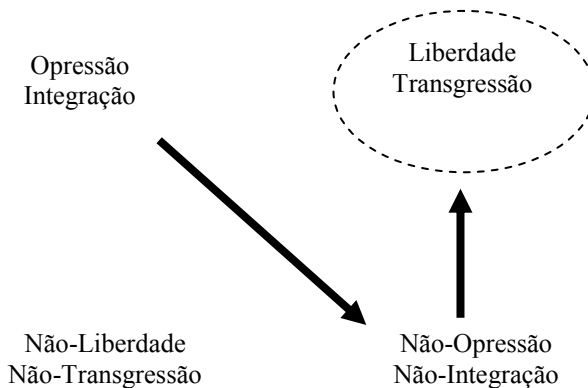 Opressão
Integração
Liberdade
Transgressão
Não-Liberdade
Não-Transgressão
Não-Opressão
Não-Integração